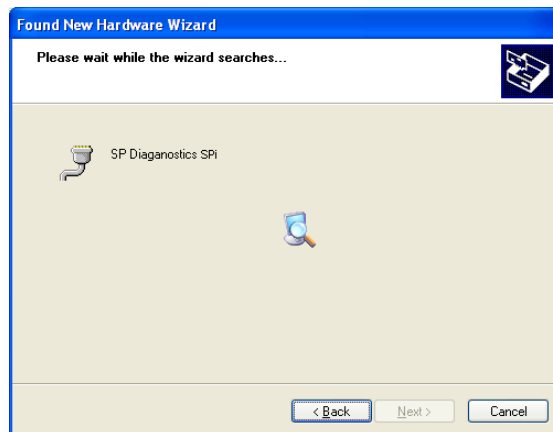 Found New Hardware Wizard
Please wait while the wizard searches...
SP Diaganostics SPi
< Back
Next >
Cancel